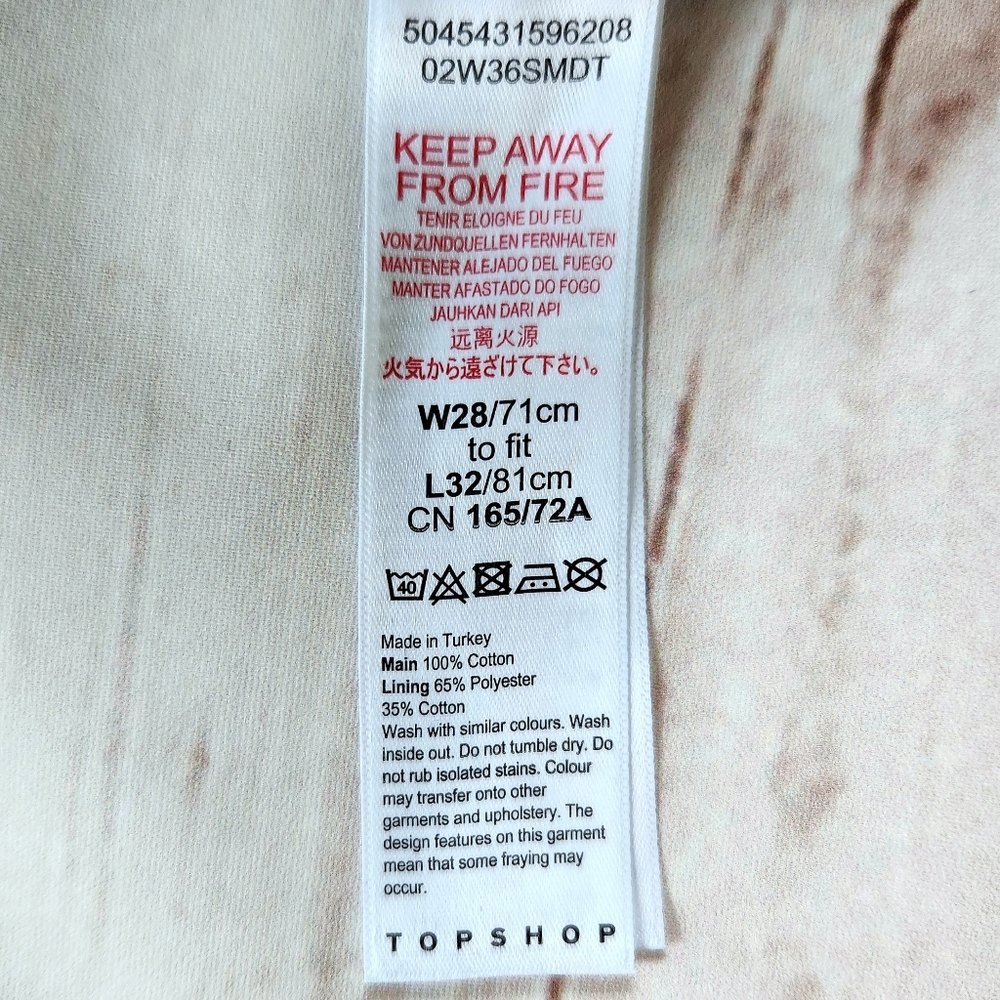 5045431596208
02W36SMDT
KEEP AWAY
FROM FIRE
TENIR ELOIGNE DU FEU
VON ZUNDQUELLEN FERNHALTEN
MANTENER ALEJADO DEL FUEGO
MANTER AFASTADO DO FOGO
JAUHKAN DARI API
远离火源
火気から遠ざけて下さい。
W28/71cm
to fit
L32/81cm
CN 165/72A
40
Made in Turkey
Main 100% Cotton
Lining 65% Polyester
35% Cotton
Wash with similar colours. Wash
inside out. Do not tumble dry. Do
not rub isolated stains. Colour
may transfer onto other
garments and upholstery. The
design features on this garment
mean that some fraying may
occur.
TOPSHOP